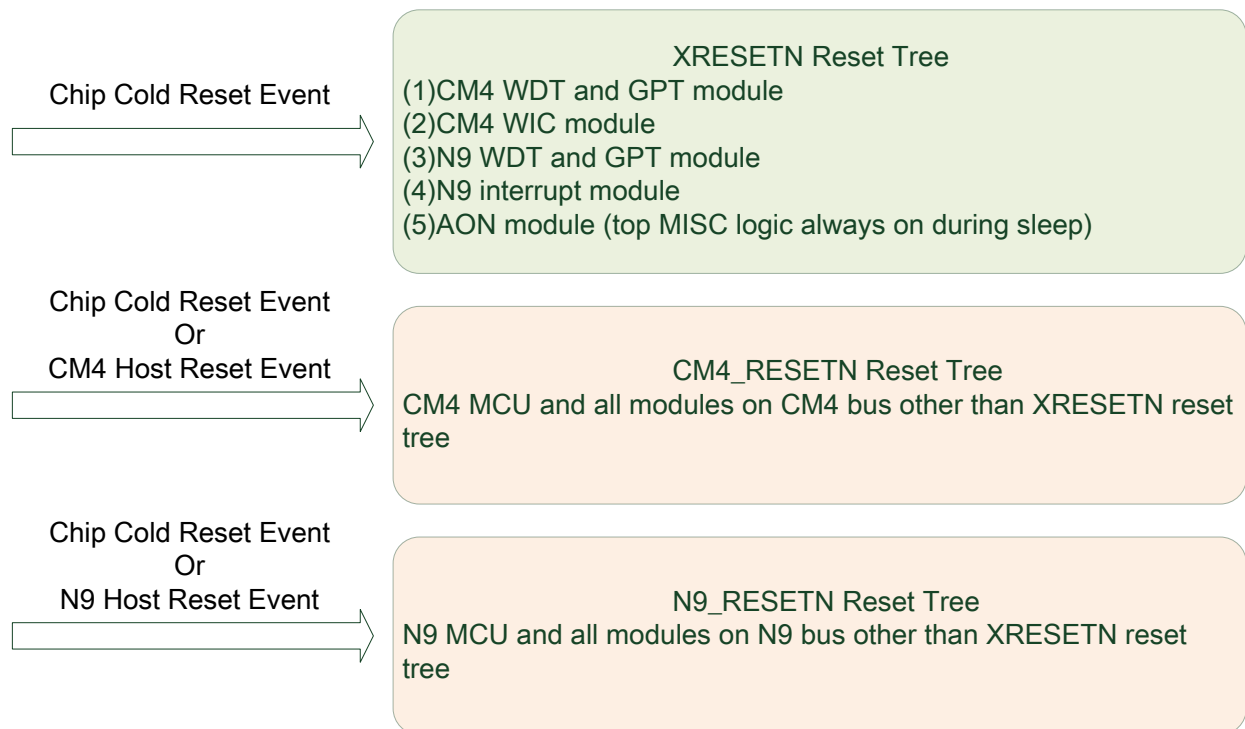 Chip Cold Reset Event
XRESETN Reset Tree
(1)CM4 WDT and GPT module
(2)CM4 WIC module
(3)N9 WDT and GPT module
(4)N9 interrupt module
(5)AON module (top MISC logic always on during sleep)
Chip Cold Reset Event
Or
CM4 Host Reset Event
CM4_RESETN Reset Tree
CM4 MCU and all modules on CM4 bus other than XRESETN reset
tree
Chip Cold Reset Event
Or
N9 Host Reset Event
N9_RESETN Reset Tree
N9 MCU and all modules on N9 bus other than XRESETN reset
tree